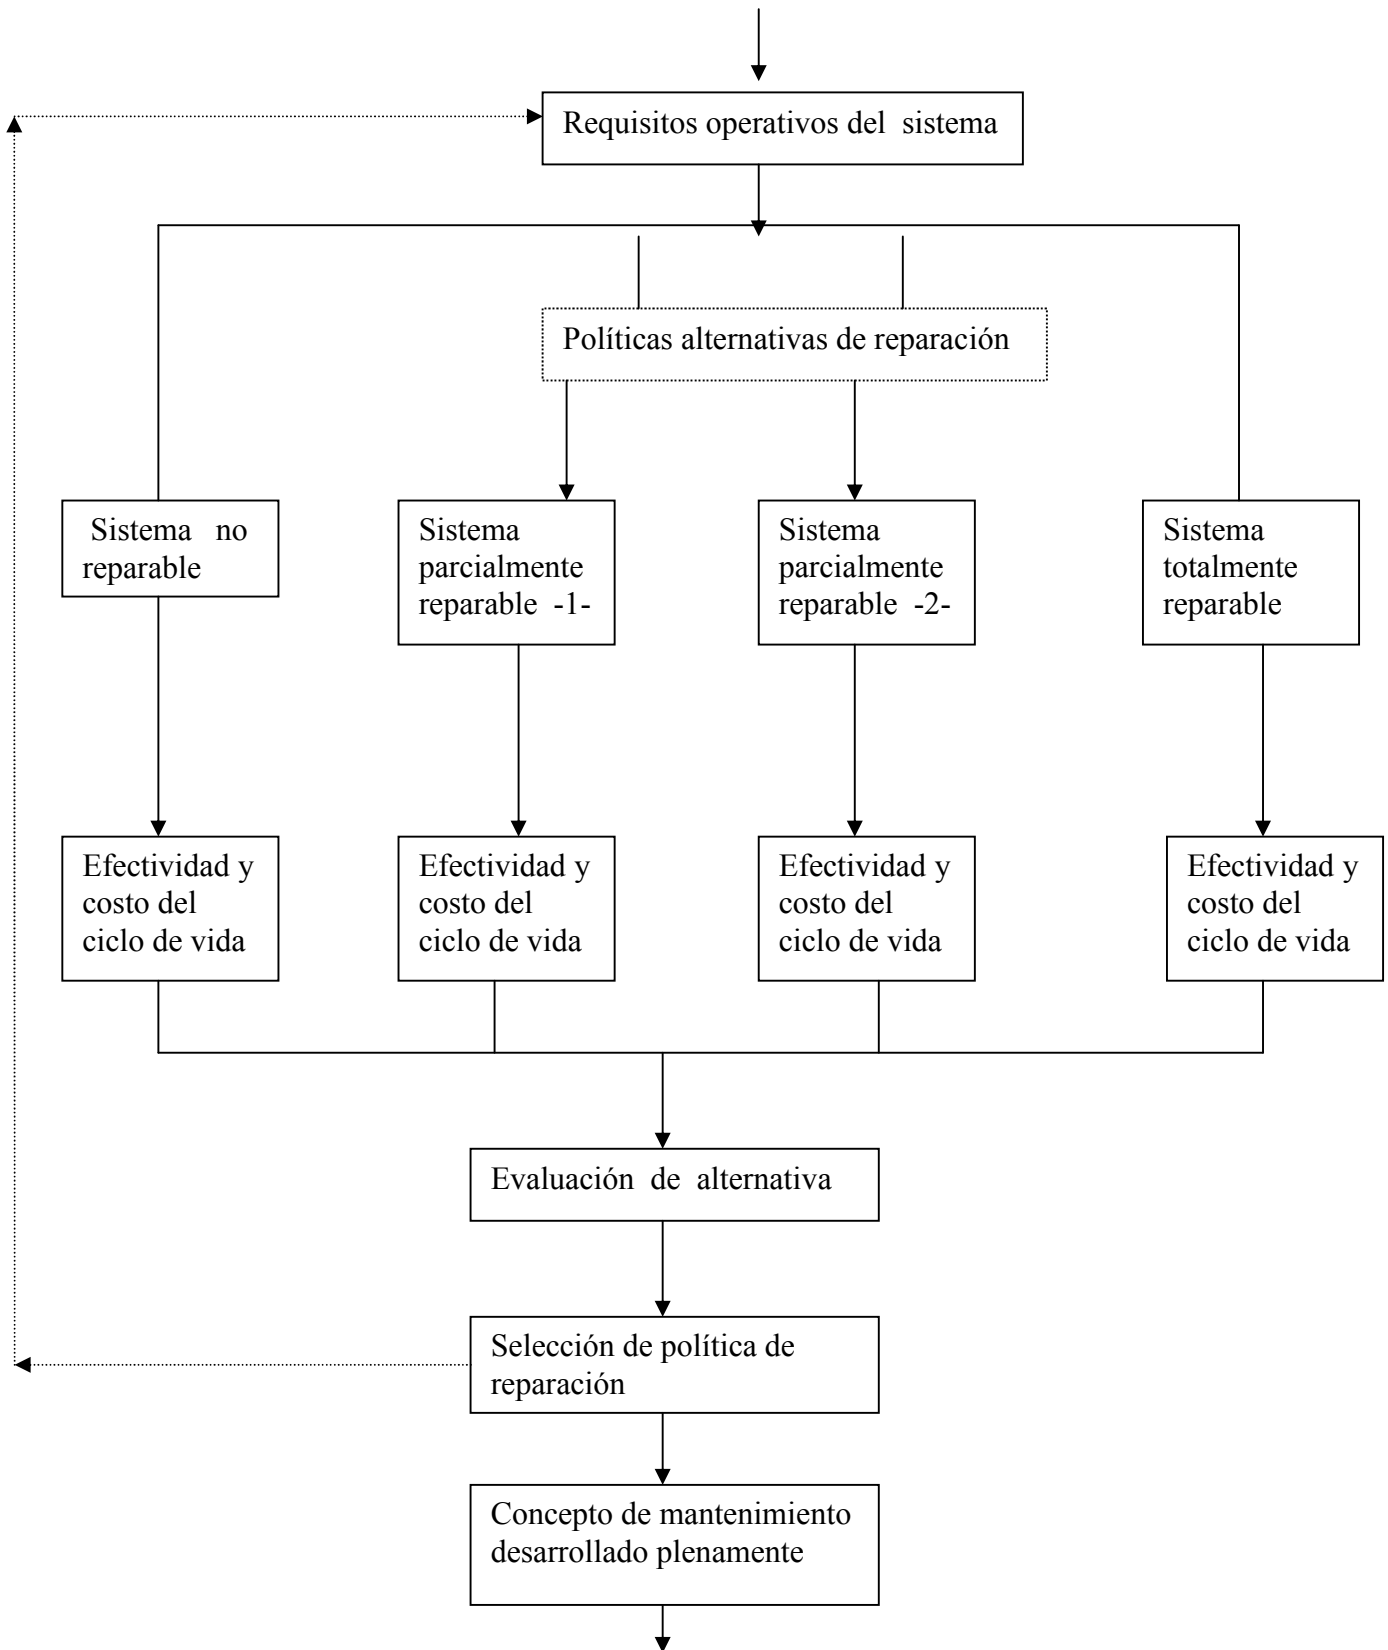 Requisitos operativos del sistema
Políticas alternativas de reparación
Sistema no
reparable
Sistema
parcialmente
reparable -1-
Sistema
parcialmente
reparable -2-
Sistema
totalmente
reparable
Efectividad y
costo del
ciclo de vida
Efectividad y
costo del
ciclo de vida
Efectividad y
costo del
ciclo de vida
Efectividad y
costo del
ciclo de vida
Evaluación de alternativa
Selección de política de
reparación
Concepto de mantenimiento
desarrollado plenamente